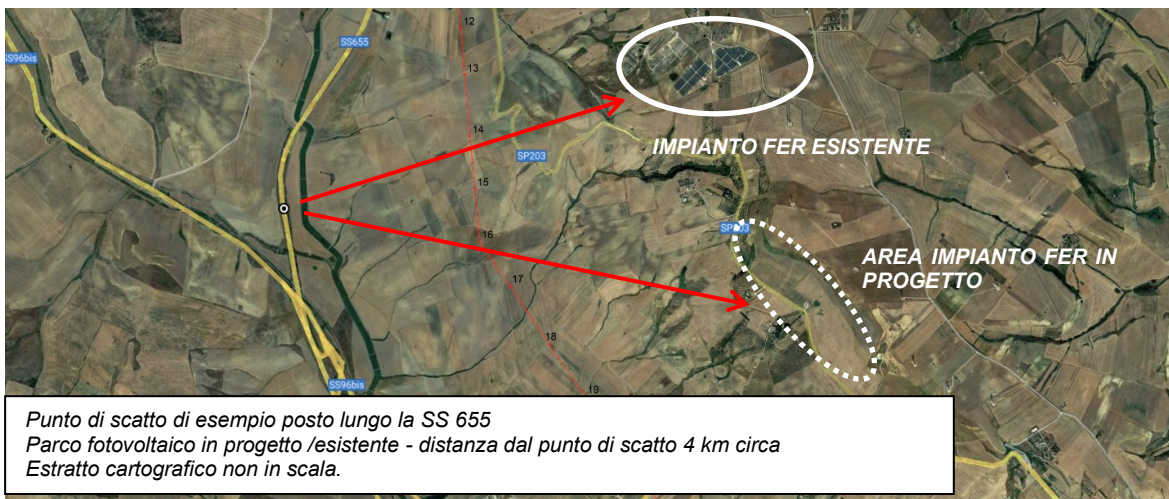 12
SS655
SS96bis
13
14
IMPIANTO FER ESISTENTE
SP203
15
16
SP203
AREA IMPIANTO FER IN
PROGETTO
17
18
SS96bis
19
Punto di scatto di esempio posto lungo la SS 655
Parco fotovoltaico in progetto /esistente - distanza dal punto di scatto 4 km circa
Estratto cartografico non in scala.